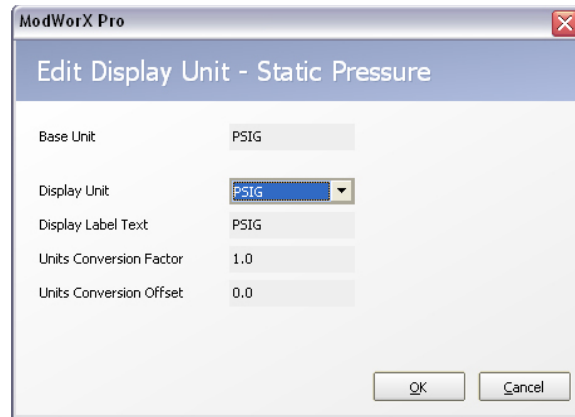 ModWorX Pro
Edit Display Unit - Static Pressure
Base Unit PSIG
Display Unit PSIG
Display Label Text PSIG
Units Conversion Factor 1.0
Units Conversion Offset 0.0
OK Cancel